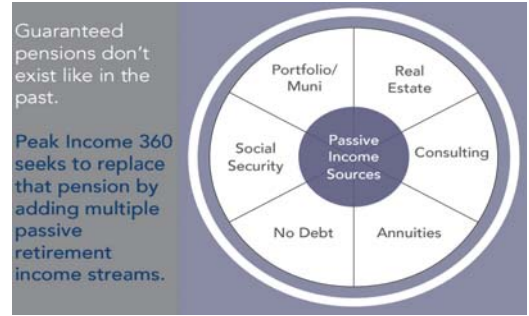 Guaranteed
pensions don't
exist like in the
past.
Peak Income 360
seeks to replace
that pension by
adding multiple
passive
retirement
income streams.
Portfolio/
Muni
Real
Estate
Social
Security
Passive
Income
Sources
Consulting
No Debt
Annuities